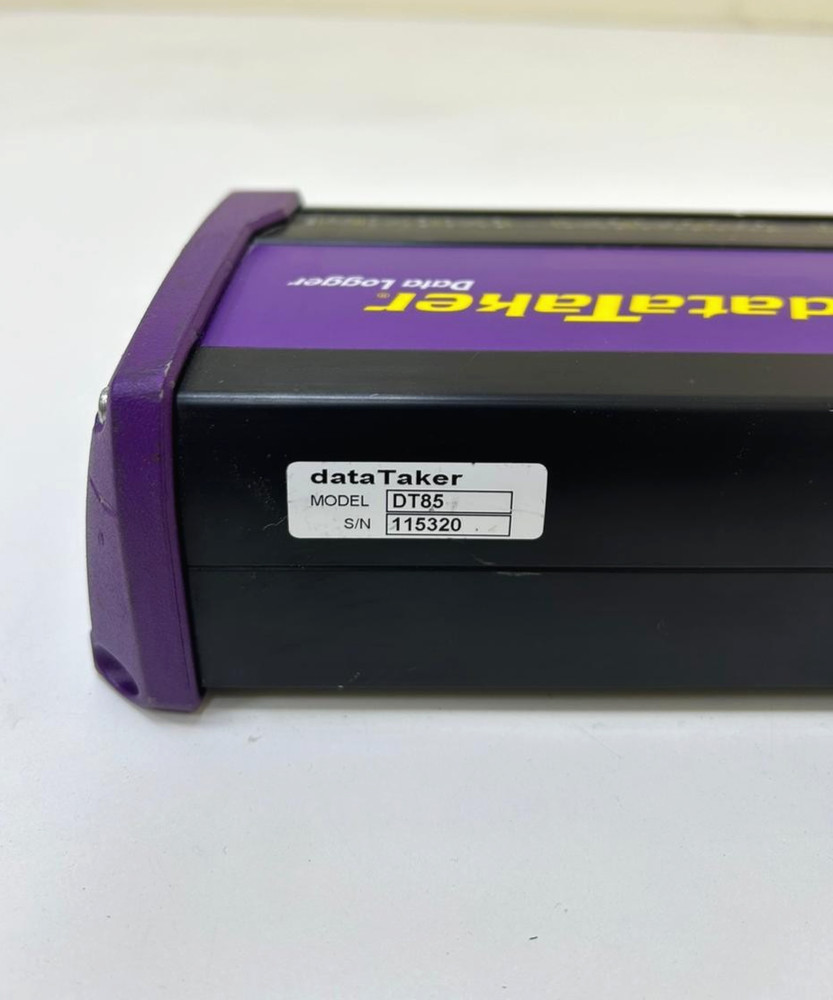 dataTaker®
Data Logger
dataTaker
MODEL DT85
S/N 115320